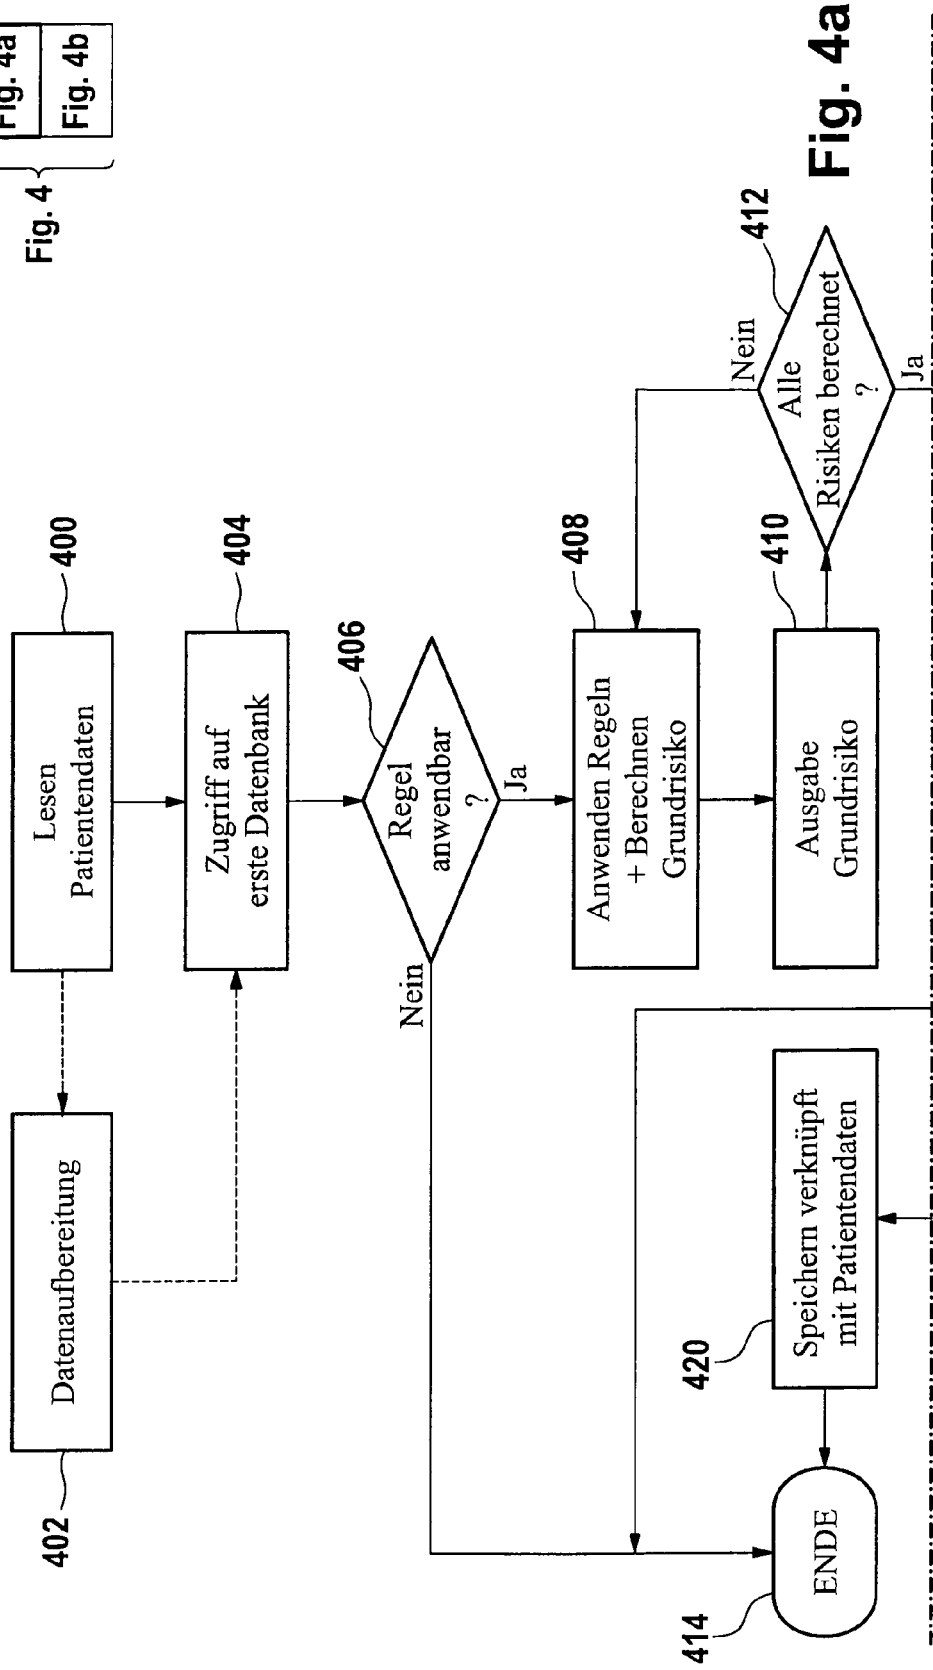 Fig. 4
Fig. 4a
Fig. 4b
400
Lesen
Patientendaten
402
Datenaufbereitung
404
Zugriff auf
erste Datenbank
406
Regel
anwendbar
?
Nein
Ja
408
Anwenden Regeln
+ Berechnen
Grundrisiko
410
Ausgabe
Grundrisiko
412
Alle
Risiken berechnet
?
Nein
Ja
420
Speichern verknüpft
mit Patientendaten
414
ENDE
Fig. 4a